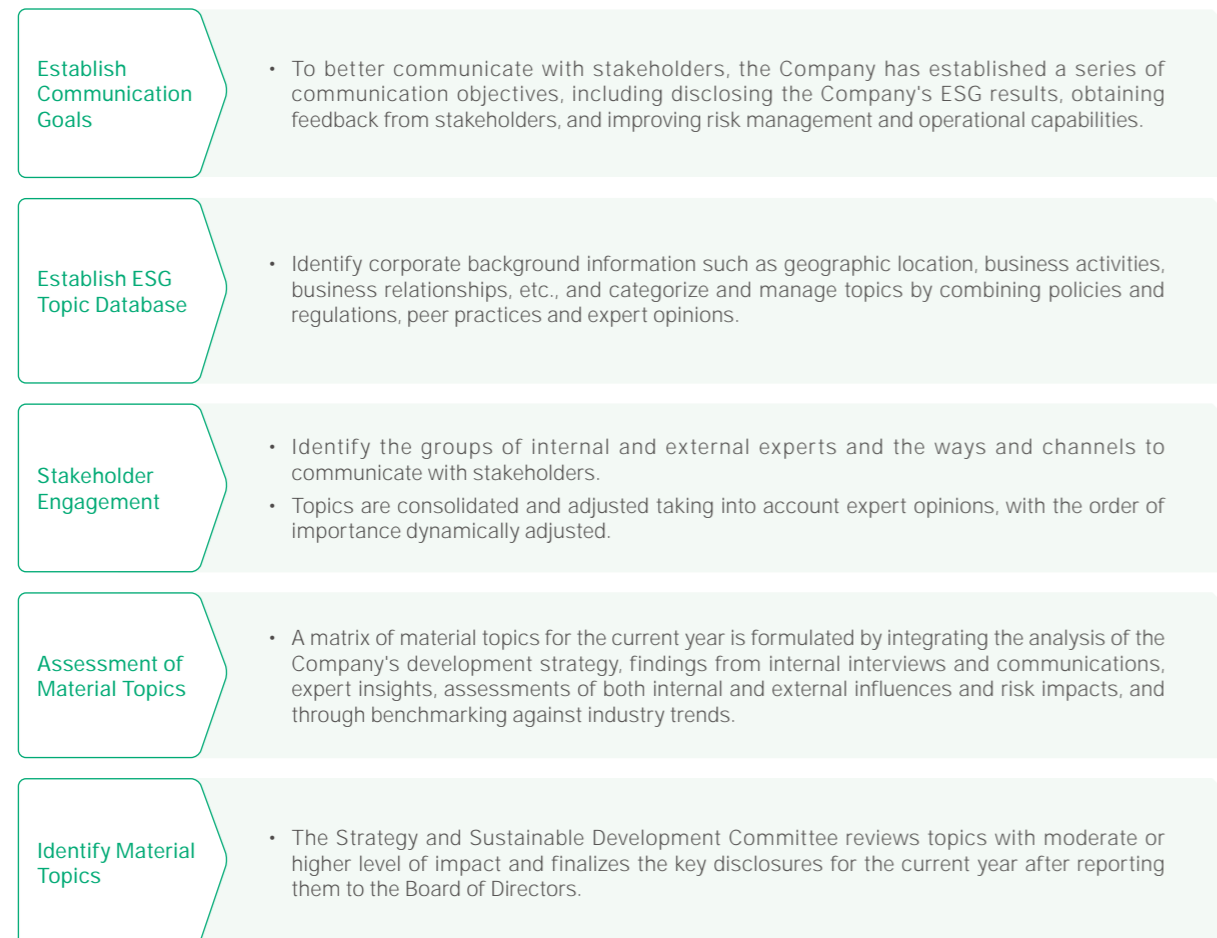 Establish
Communication
Goals
• To better communicate with stakeholders, the Company has established a series of
communication objectives, including disclosing the Company's ESG results, obtaining
feedback from stakeholders, and improving risk management and operational capabilities.
Establish ESG
Topic Database
• Identify corporate background information such as geographic location, business activities,
business relationships, etc., and categorize and manage topics by combining policies and
regulations, peer practices and expert opinions.
Stakeholder
Engagement
• Identify the groups of internal and external experts and the ways and channels to
communicate with stakeholders.
• Topics are consolidated and adjusted taking into account expert opinions, with the order of
importance dynamically adjusted.
Assessment of
Material Topics
• A matrix of material topics for the current year is formulated by integrating the analysis of the
Company's development strategy, findings from internal interviews and communications,
expert insights, assessments of both internal and external influences and risk impacts, and
through benchmarking against industry trends.
Identify Material
Topics
• The Strategy and Sustainable Development Committee reviews topics with moderate or
higher level of impact and finalizes the key disclosures for the current year after reporting
them to the Board of Directors.